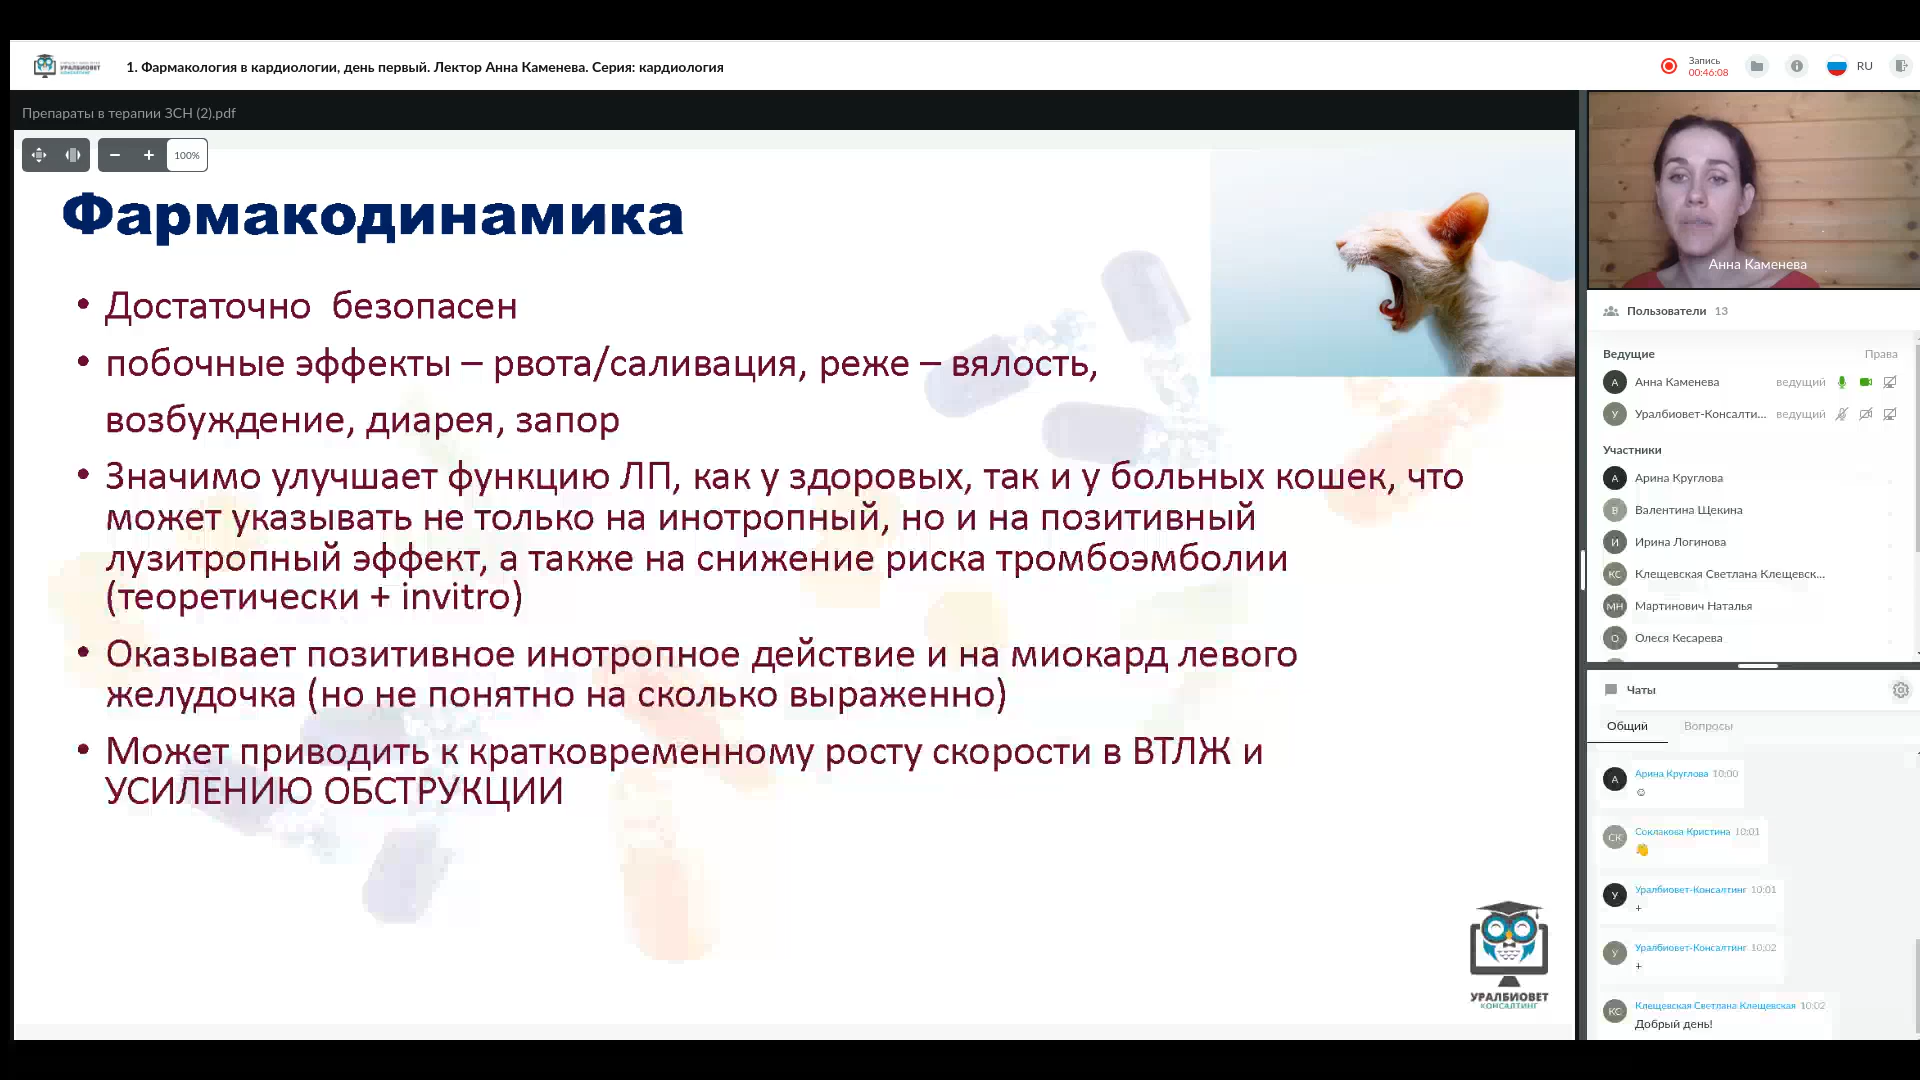 УРАЛБИОВЕТ
КОНСАЛТИНГ
1. Фармакология в кардиологии, день первый. Лектор Анна Каменева. Серия: кардиология
Запись
00:46:08
RU
Препараты в терапии ЗСН (2).pdf
100%
Фармакодинамика
• Достаточно безопасен
• побочные эффекты – рвота/саливация, реже – вялость,
возбуждение, диарея, запор
• Значимо улучшает функцию ЛП, как у здоровых, так и у больных кошек, что
может указывать не только на инотропный, но и на позитивный
лузитропный эффект, а также на снижение риска тромбоэмболии
(теоретически + invitro)
• Оказывает позитивное инотропное действие и на миокард левого
желудочка (но не понятно на сколько выраженно)
• Может приводить к кратковременному росту скорости в ВТЛЖ и
УСИЛЕНИЮ ОБСТРУКЦИИ
УРАЛБИОВЕТ
КОНСАЛТИНГ
Анна Каменева
Пользователи 13
Ведущие Права
А Анна Каменева ведущий
У Уралбиовет-Консалти... ведущий
Участники
А Арина Круглова
В Валентина Щекина
И Ирина Логинова
КС Клещевская Светлана Клещевск...
МН Мартинович Наталья
О Олеся Кесарева
Чаты
Общий Вопросы
А Арина Круглова 10:00
☺
СК Соклакова Кристина 10:01
👏
У Уралбиовет-Консалтинг 10:01
+
У Уралбиовет-Консалтинг 10:02
+
КС Клещевская Светлана Клещевская 10:02
Добрый день!